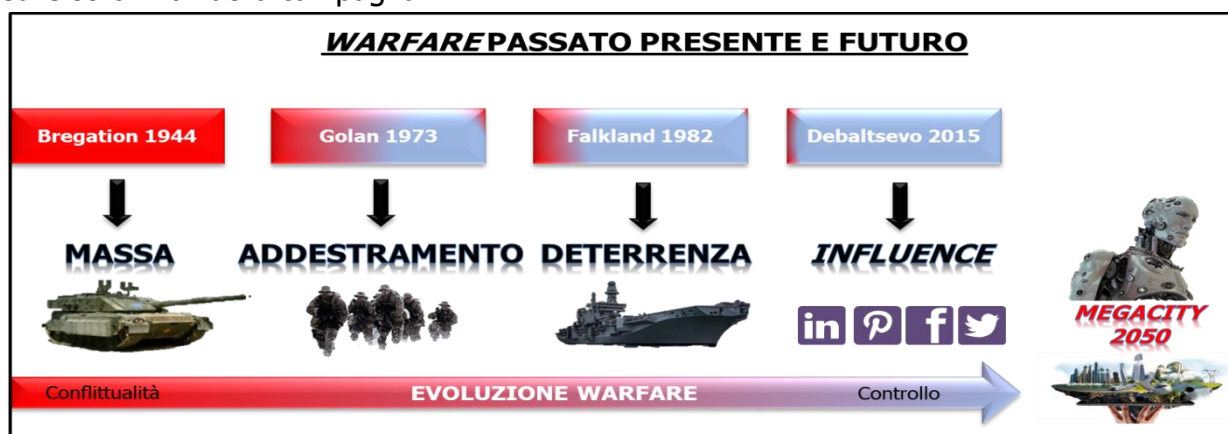 WARFARE PASSATO PRESENTE E FUTURO
Bregation 1944
Golan 1973
Falkland 1982
Debaltsevo 2015
MASSA
ADDESTRAMENTO
DETERRENZA
INFLUENCE
in
MEGACITY
2050
Conflittualità
EVOLUZIONE WARFARE
Controllo